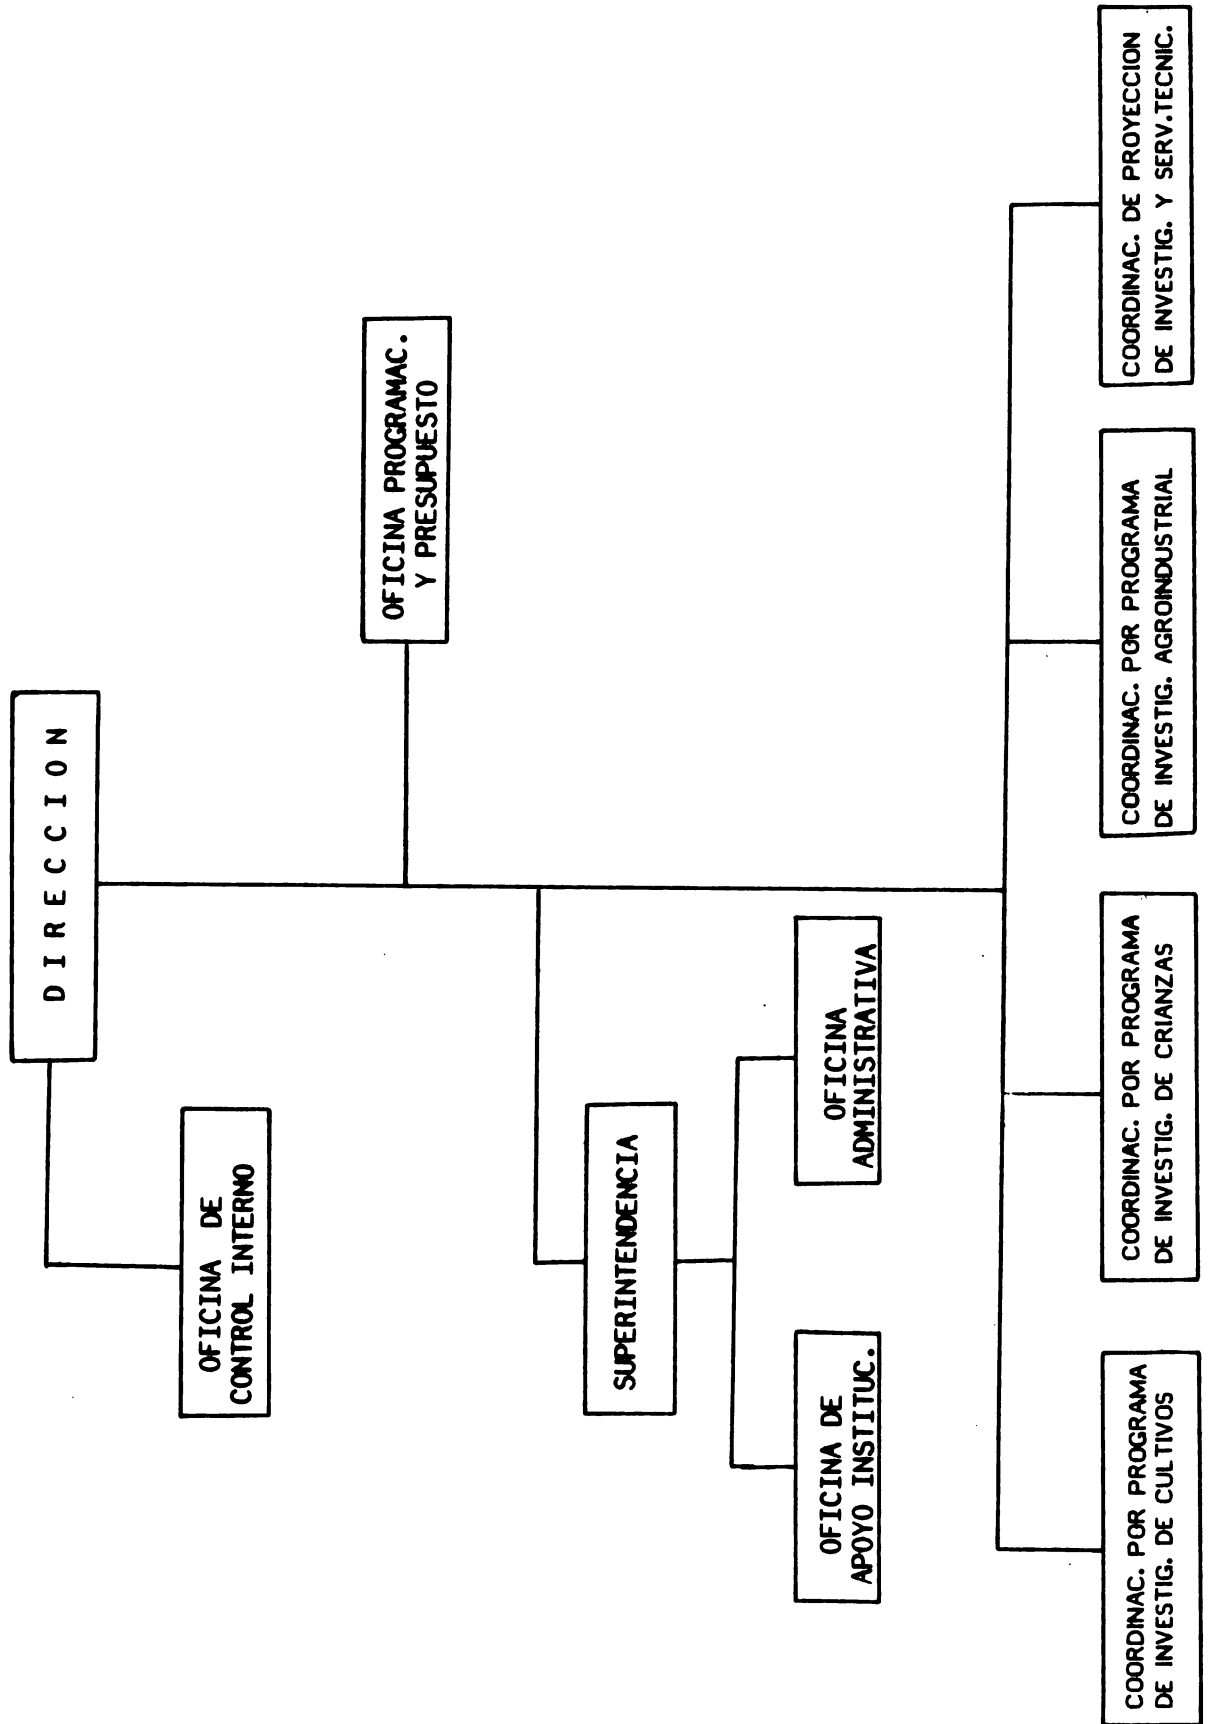 D I R E C C I O N
OFICINA DE
CONTROL INTERNO
OFICINA PROGRAMAC.
Y PRESUPUESTO
SUPERINTENDENCIA
OFICINA DE
APOYO INSTITUC.
OFICINA
ADMINISTRATIVA
COORDINAC. POR PROGRAMA
DE INVESTIG. DE CULTIVOS
COORDINAC. POR PROGRAMA
DE INVESTIG. DE CRIANZAS
COORDINAC. POR PROGRAMA
DE INVESTIG. AGROINDUSTRIAL
COORDINAC. DE PROYECCION
DE INVESTIG. Y SERV.TECNIC.